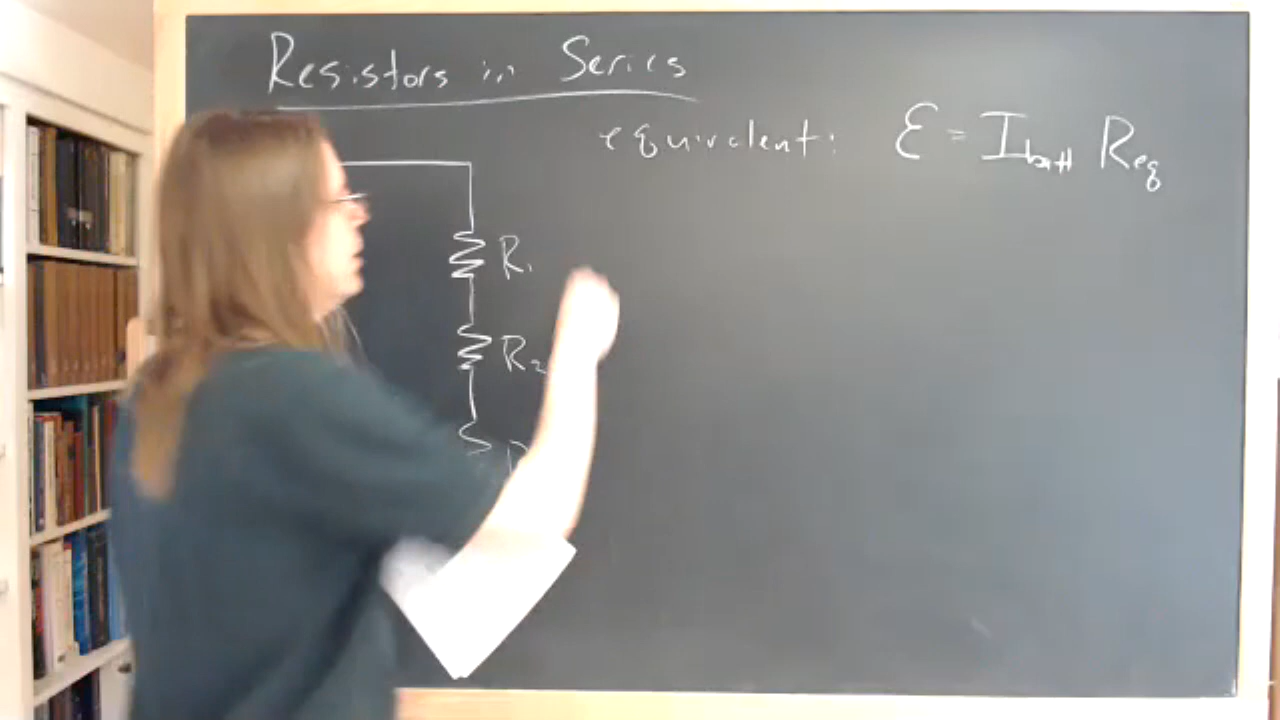 Resistors in Series
equivalent: ℰ = I_batt R_eq
R₁
R₂